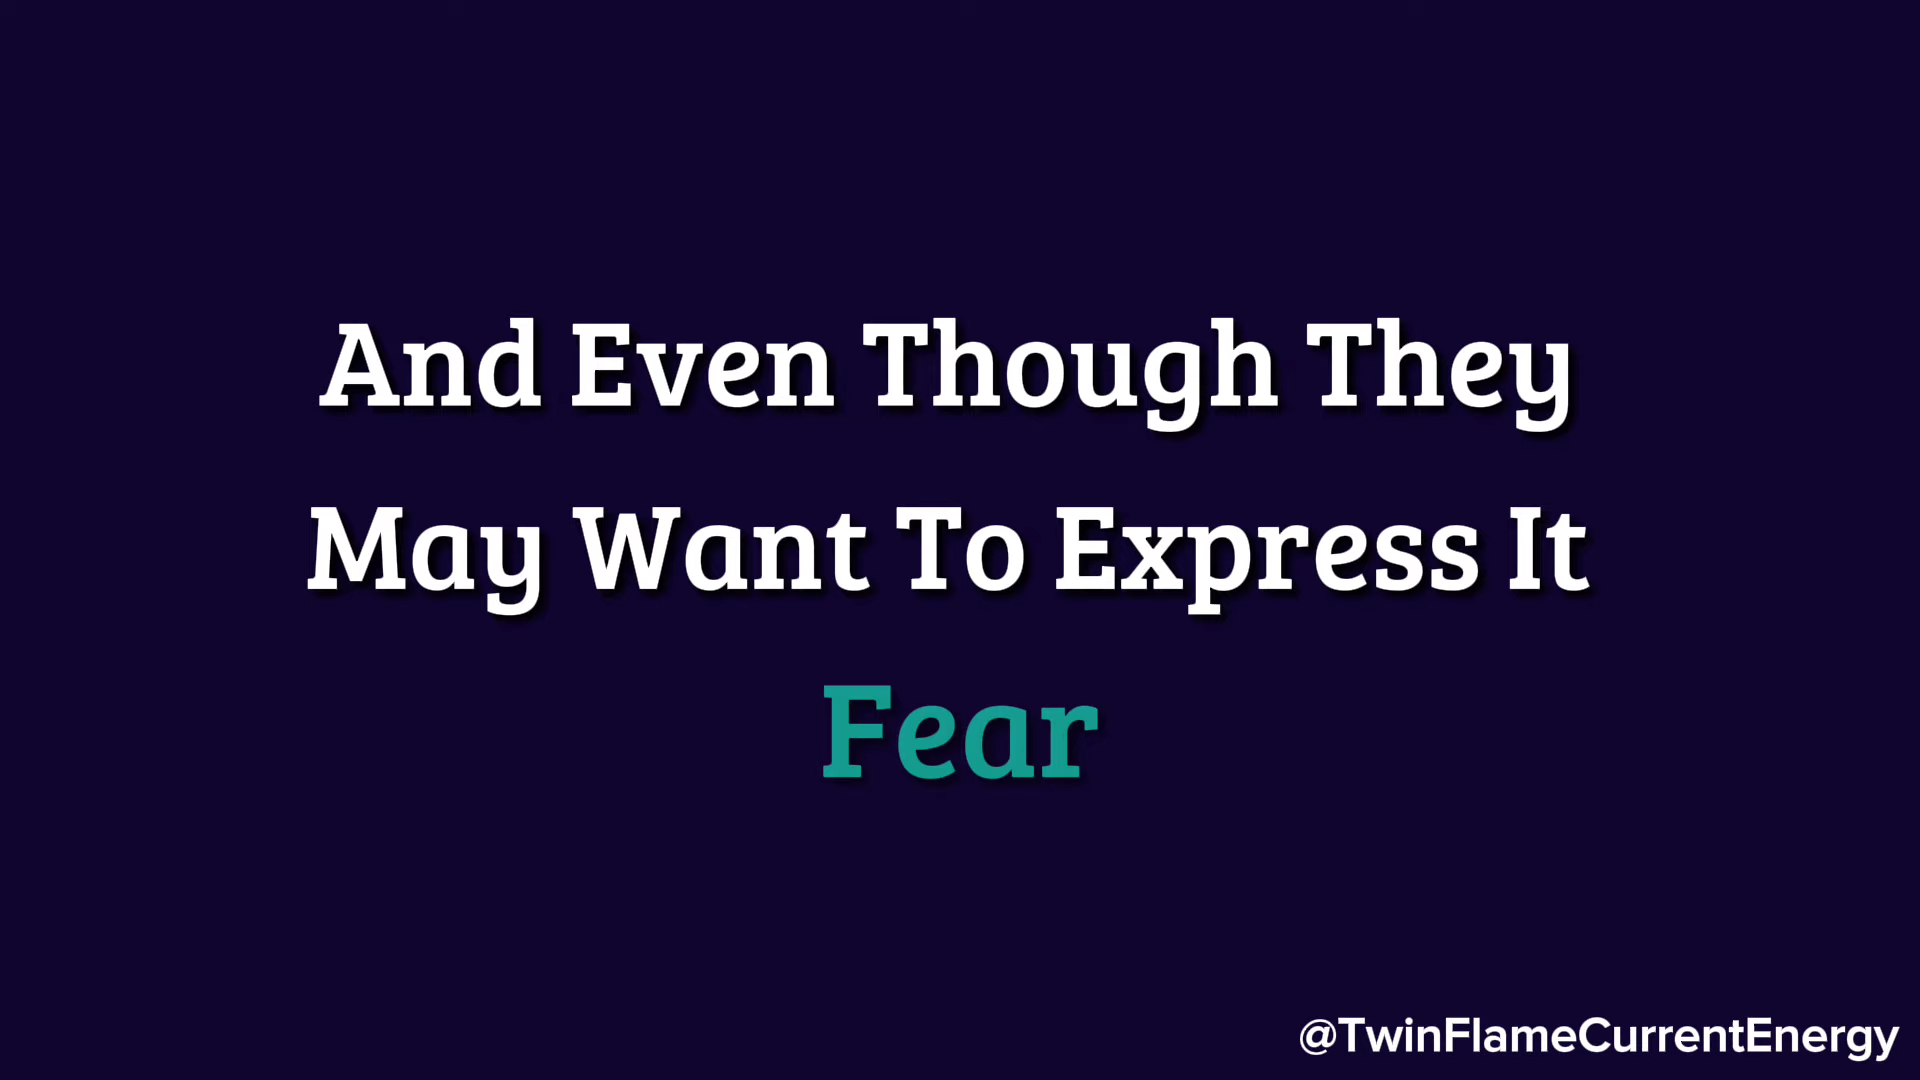 And Even Though They
May Want To Express It
Fear
@TwinFlameCurrentEnergy